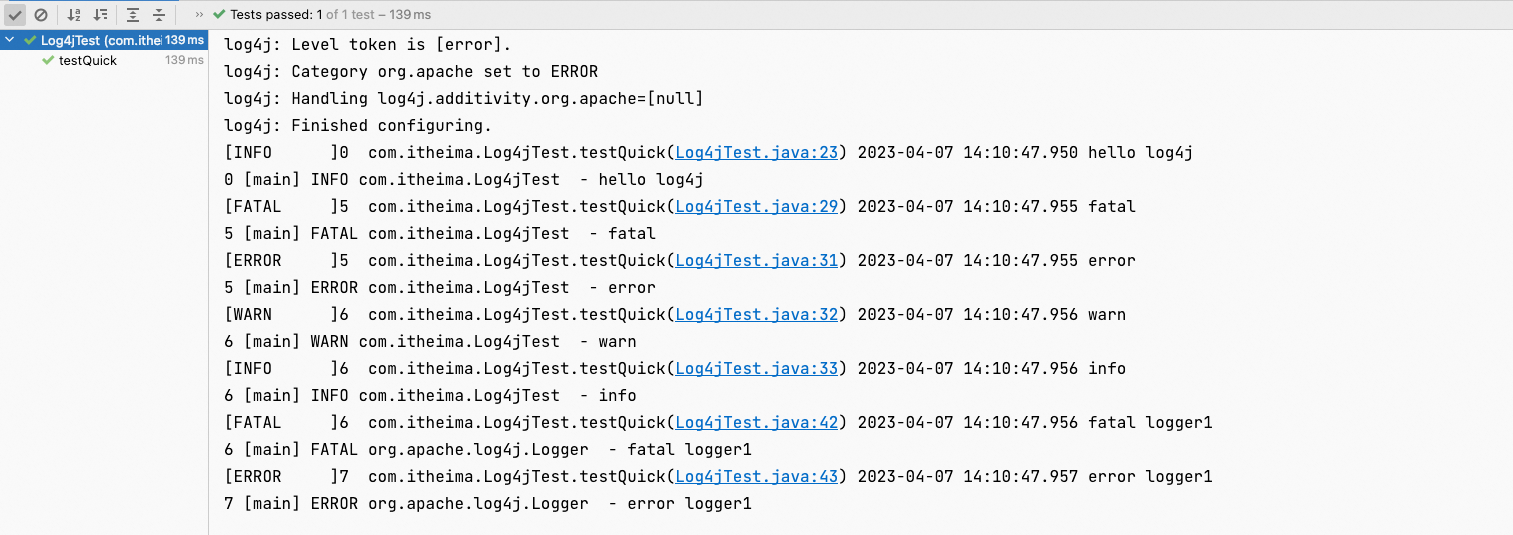 Tests passed: 1 of 1 test – 139 ms
Log4jTest (com.ithei 139 ms
testQuick 139 ms
log4j: Level token is [error].
log4j: Category org.apache set to ERROR
log4j: Handling log4j.additivity.org.apache=[null]
log4j: Finished configuring.
[INFO      ]0  com.itheima.Log4jTest.testQuick(Log4jTest.java:23) 2023-04-07 14:10:47.950 hello log4j
0 [main] INFO com.itheima.Log4jTest  - hello log4j
[FATAL     ]5  com.itheima.Log4jTest.testQuick(Log4jTest.java:29) 2023-04-07 14:10:47.955 fatal
5 [main] FATAL com.itheima.Log4jTest  - fatal
[ERROR     ]5  com.itheima.Log4jTest.testQuick(Log4jTest.java:31) 2023-04-07 14:10:47.955 error
5 [main] ERROR com.itheima.Log4jTest  - error
[WARN      ]6  com.itheima.Log4jTest.testQuick(Log4jTest.java:32) 2023-04-07 14:10:47.956 warn
6 [main] WARN com.itheima.Log4jTest  - warn
[INFO      ]6  com.itheima.Log4jTest.testQuick(Log4jTest.java:33) 2023-04-07 14:10:47.956 info
6 [main] INFO com.itheima.Log4jTest  - info
[FATAL     ]6  com.itheima.Log4jTest.testQuick(Log4jTest.java:42) 2023-04-07 14:10:47.956 fatal logger1
6 [main] FATAL org.apache.log4j.Logger  - fatal logger1
[ERROR     ]7  com.itheima.Log4jTest.testQuick(Log4jTest.java:43) 2023-04-07 14:10:47.957 error logger1
7 [main] ERROR org.apache.log4j.Logger  - error logger1